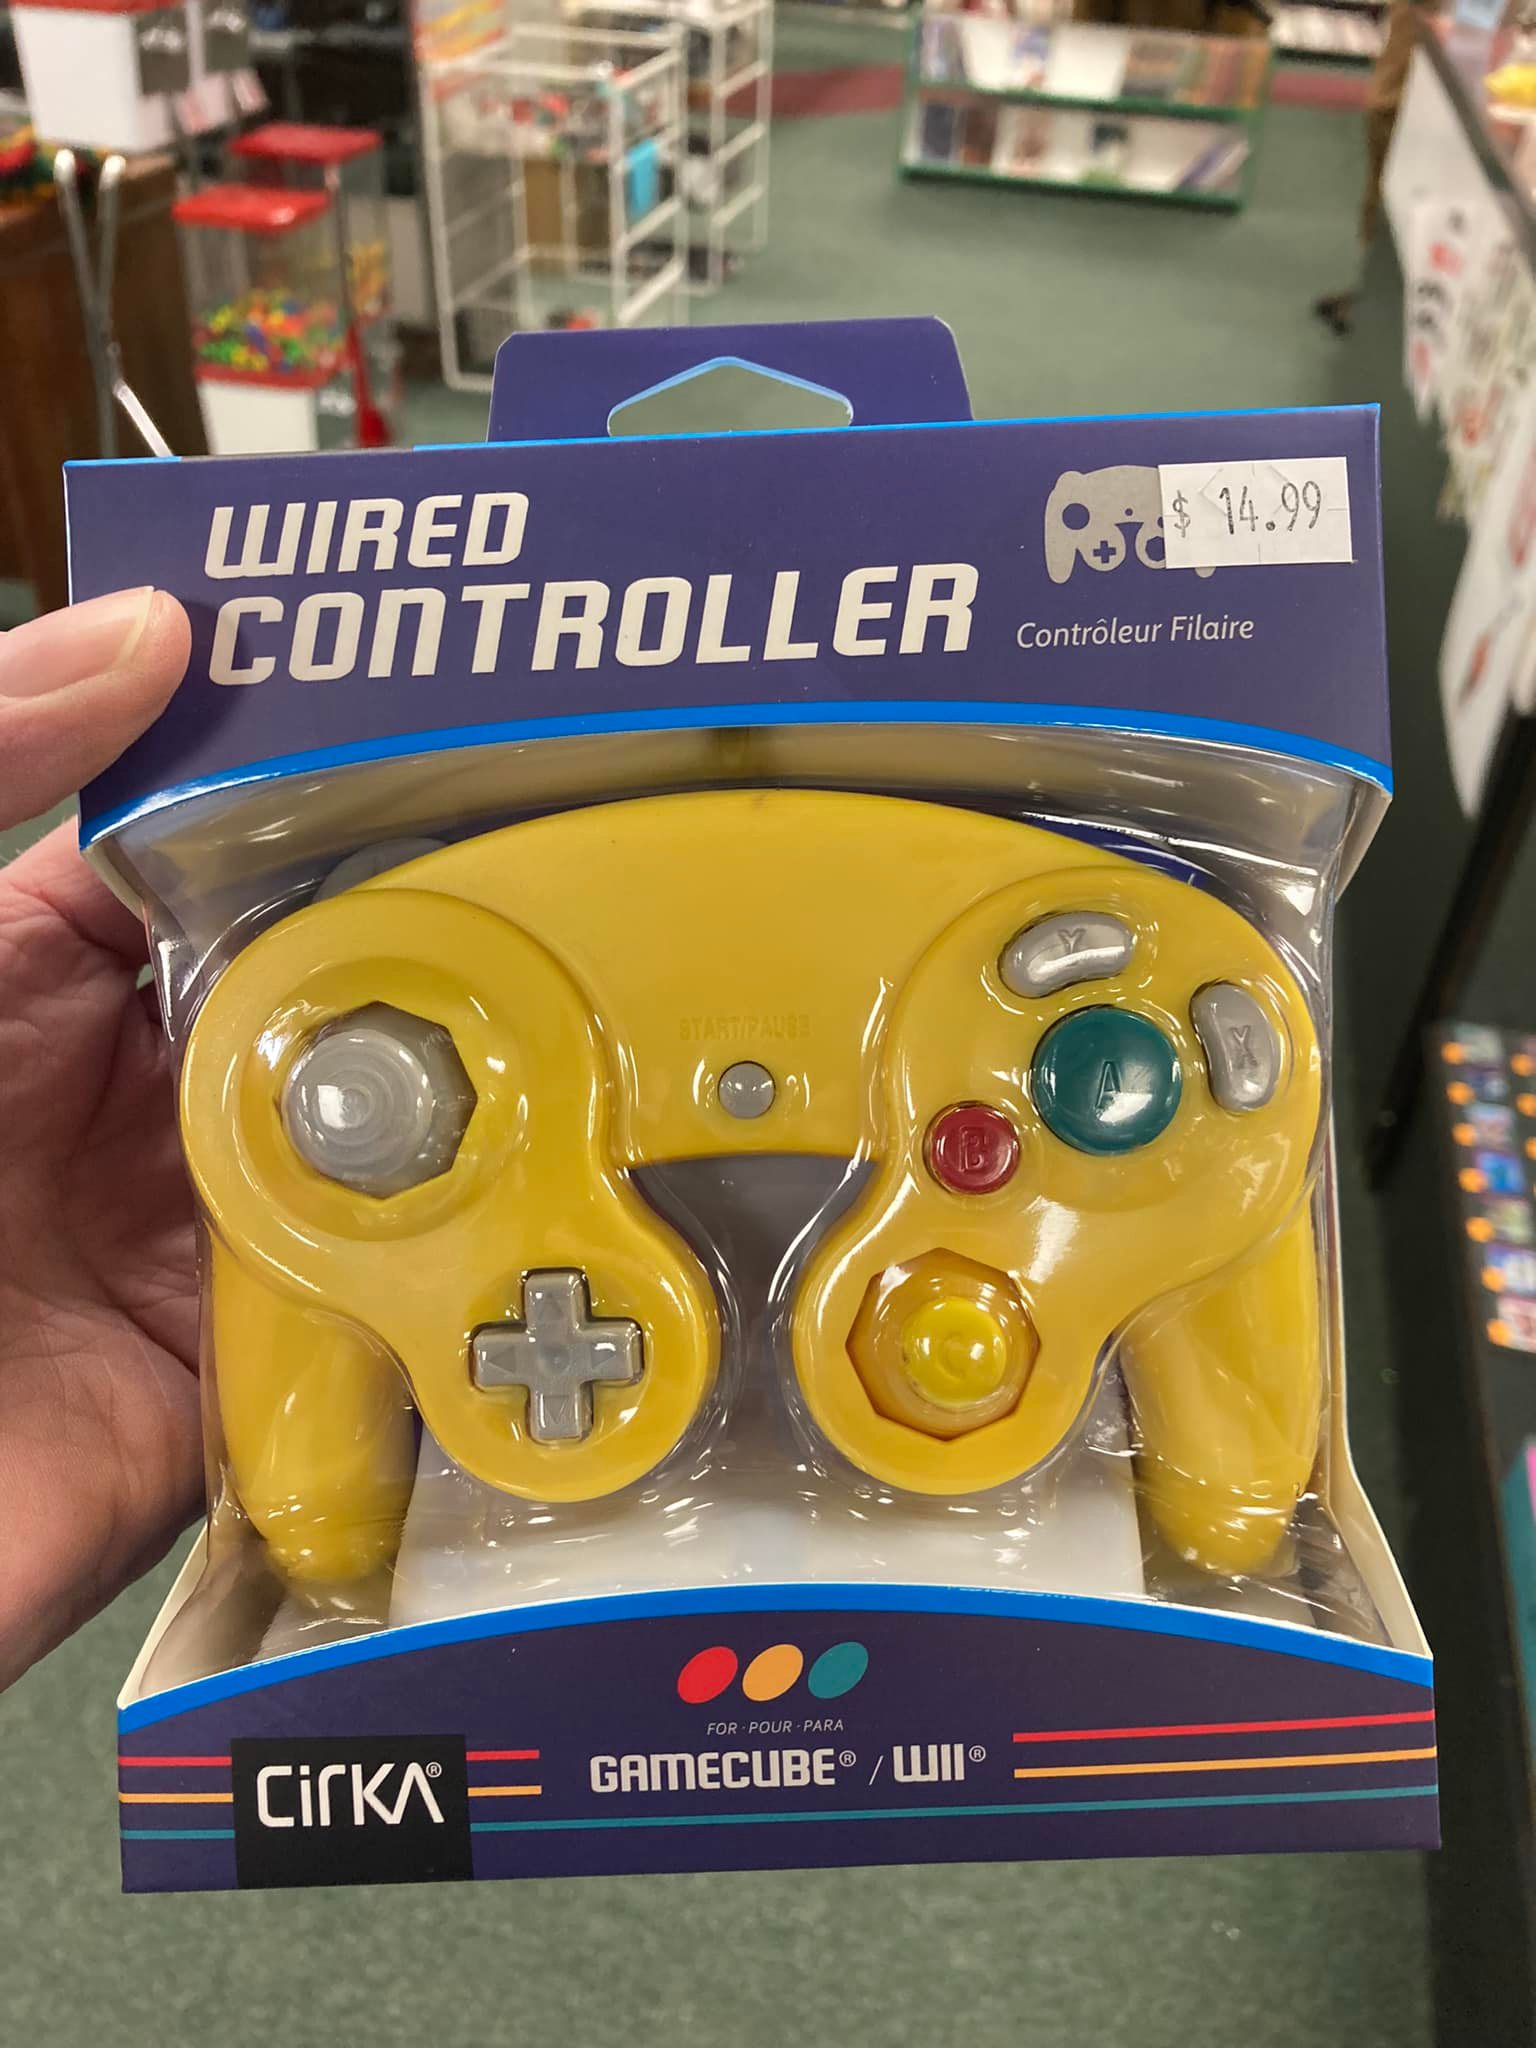 WIRED
CONTROLLER
$ 14.99
Contrôleur Filaire
START/PAUSE
Y
X
A
B
C
FOR · POUR · PARA
GAMECUBE® / WII®
CIRKA®